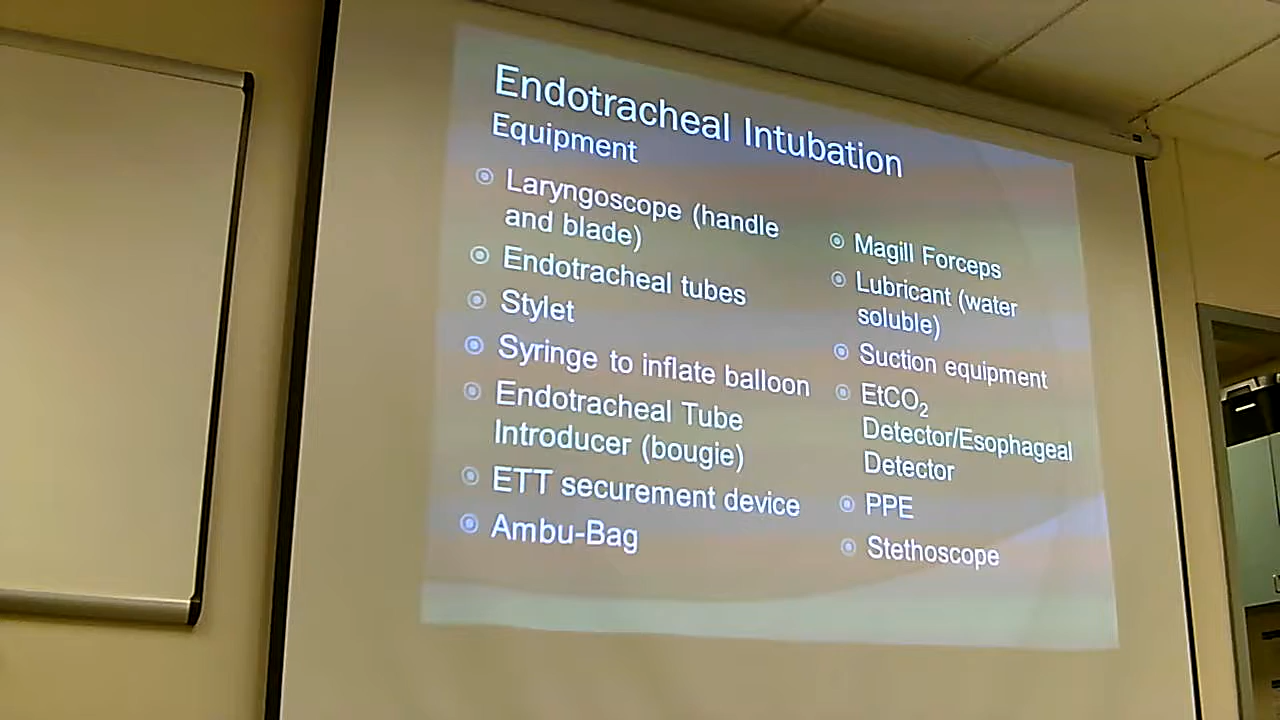 Endotracheal Intubation
Equipment
Laryngoscope (handle
and blade)
Endotracheal tubes
Stylet
Syringe to inflate balloon
Endotracheal Tube
Introducer (bougie)
ETT securement device
Ambu-Bag
Magill Forceps
Lubricant (water
soluble)
Suction equipment
EtCO₂
Detector/Esophageal
Detector
PPE
Stethoscope